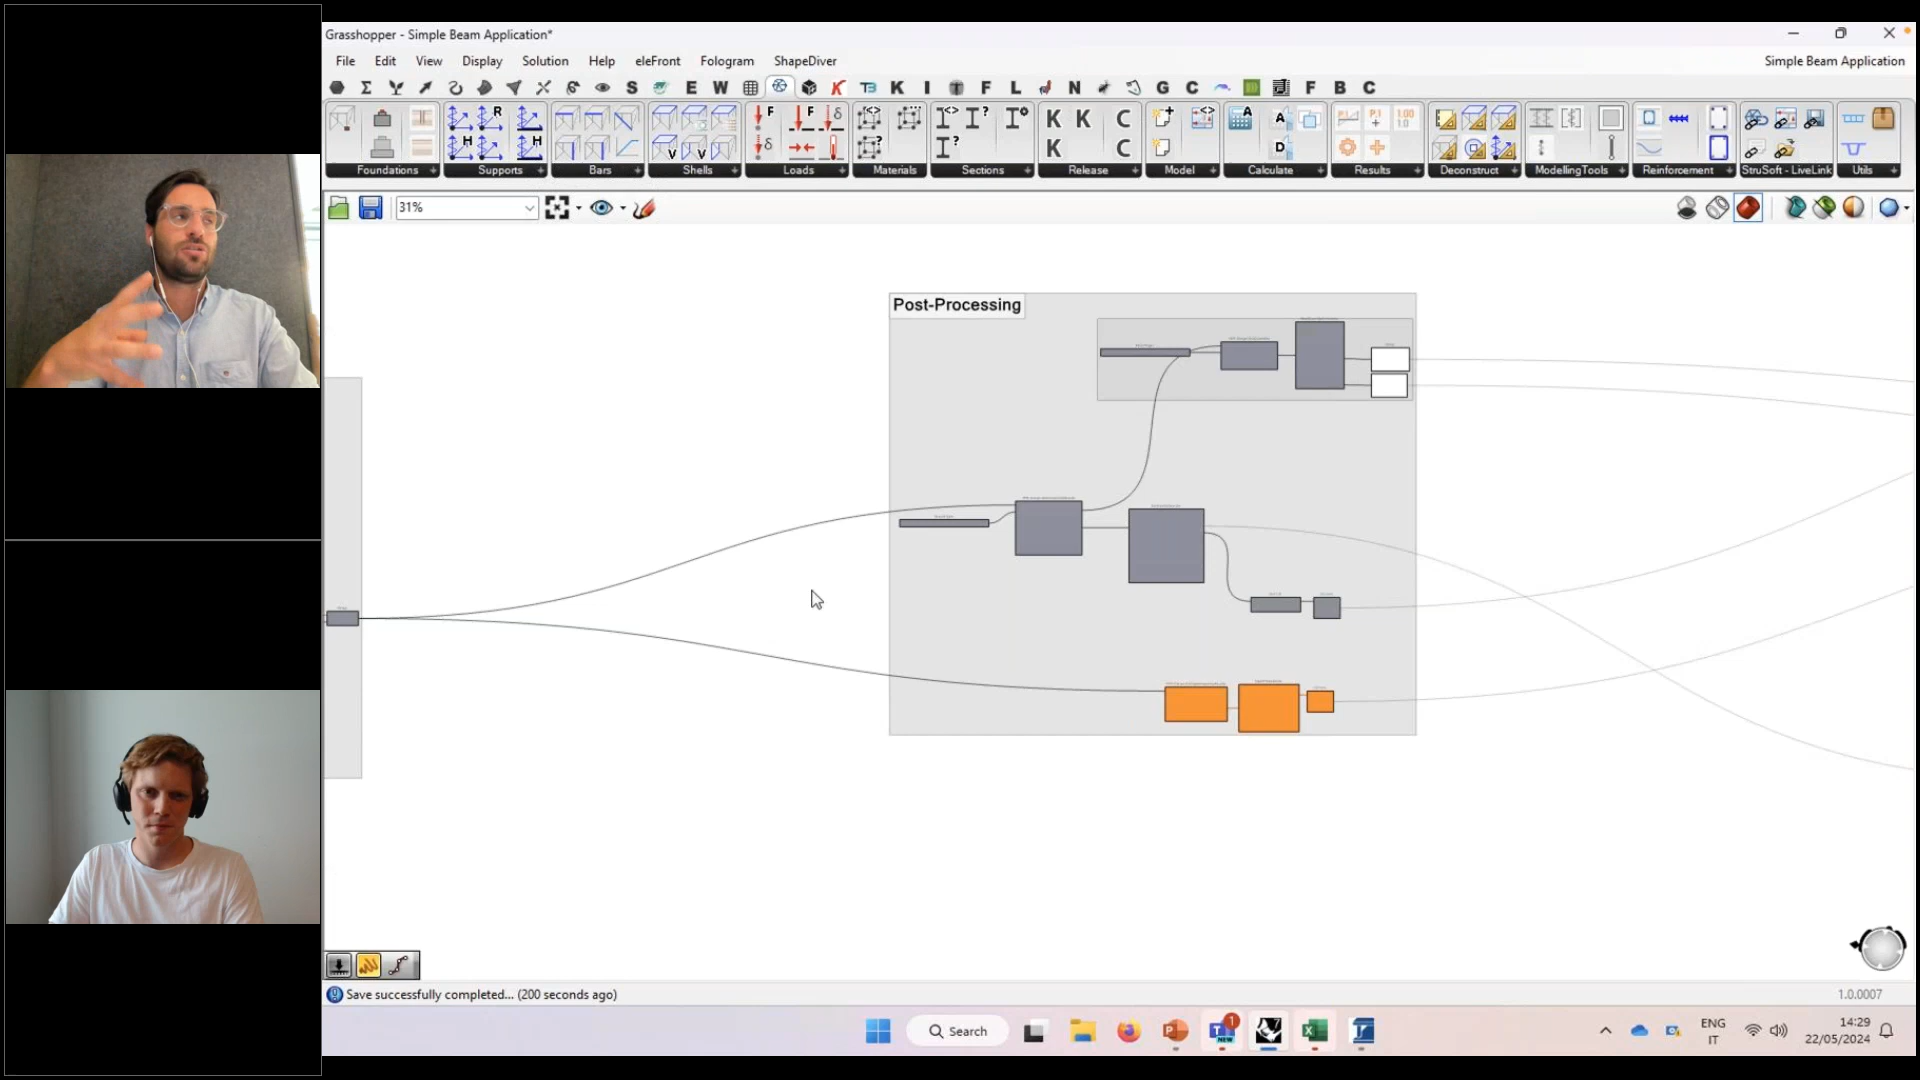 Grasshopper - Simple Beam Application*
File Edit View Display Solution Help eleFront Fologram ShapeDiver
Simple Beam Application
Foundations Supports Bars Shells Loads Materials Sections Release Model Calculate Results Deconstruct ModellingTools Reinforcement StruSoft - LiveLink Utils
31%
Post-Processing
Save successfully completed... (200 seconds ago)
1.0.0007
Search
ENG
IT
14:29
22/05/2024